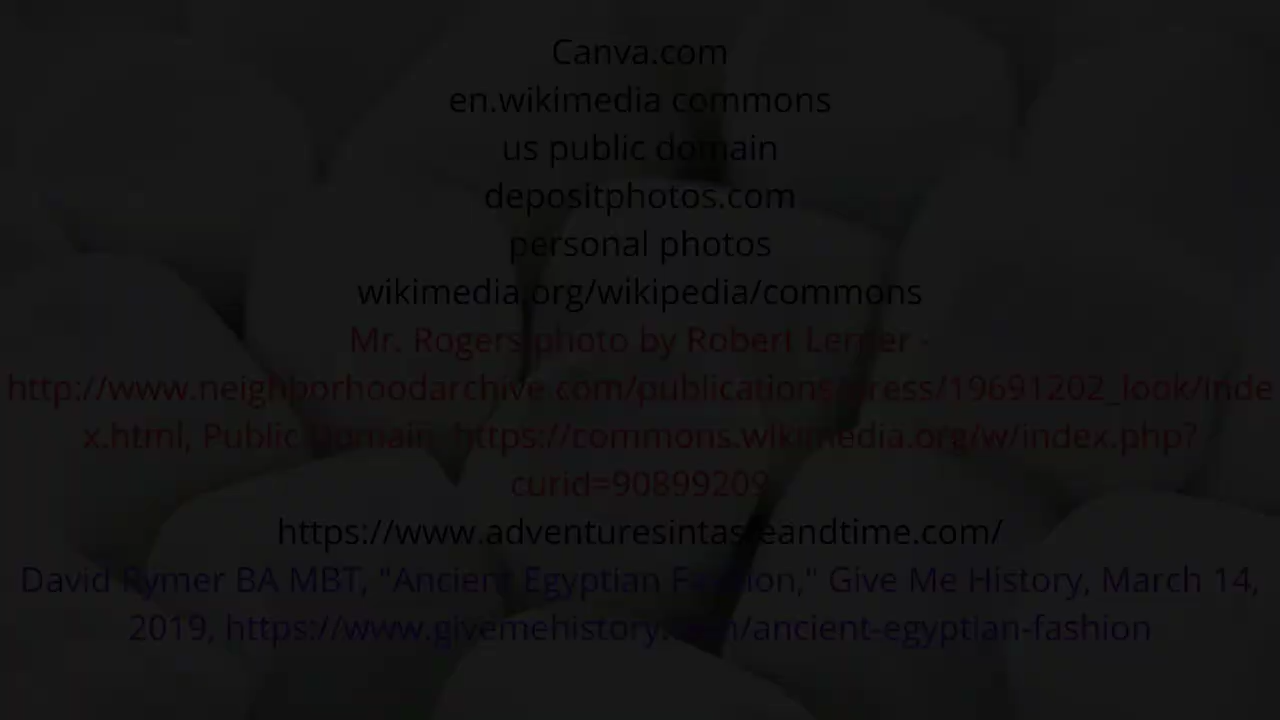 Canva.com
en.wikimedia commons
us public domain
depositphotos.com
personal photos
wikimedia.org/wikipedia/commons
Mr. Rogers photo by Robert Lerner -
http://www.neighborhoodarchive.com/publications/press/19691202_look/inde
x.html, Public Domain, https://commons.wikimedia.org/w/index.php?
curid=90899209
https://www.adventuresintasteandtime.com/
David Rymer BA MBT, "Ancient Egyptian Fashion," Give Me History, March 14,
2019, https://www.givemehistory.com/ancient-egyptian-fashion